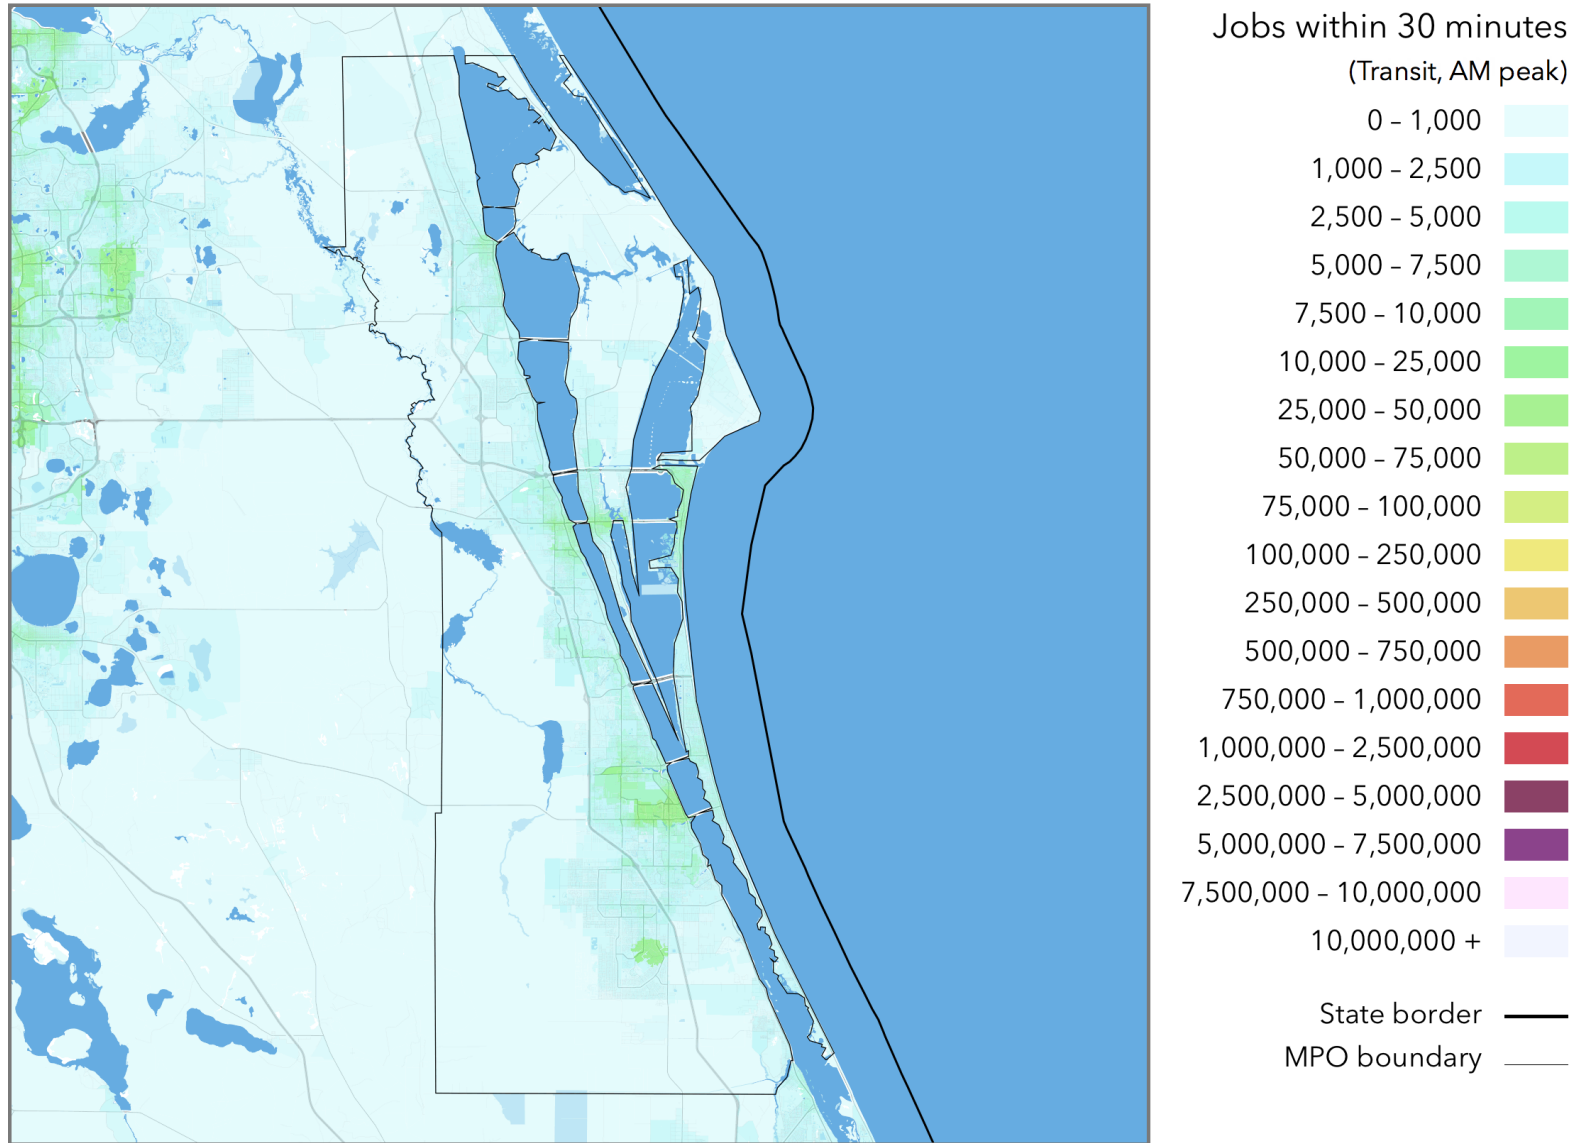 Jobs within 30 minutes
(Transit, AM peak)
0 – 1,000
1,000 – 2,500
2,500 – 5,000
5,000 – 7,500
7,500 – 10,000
10,000 – 25,000
25,000 – 50,000
50,000 – 75,000
75,000 – 100,000
100,000 – 250,000
250,000 – 500,000
500,000 – 750,000
750,000 – 1,000,000
1,000,000 – 2,500,000
2,500,000 – 5,000,000
5,000,000 – 7,500,000
7,500,000 – 10,000,000
10,000,000 +
State border
MPO boundary